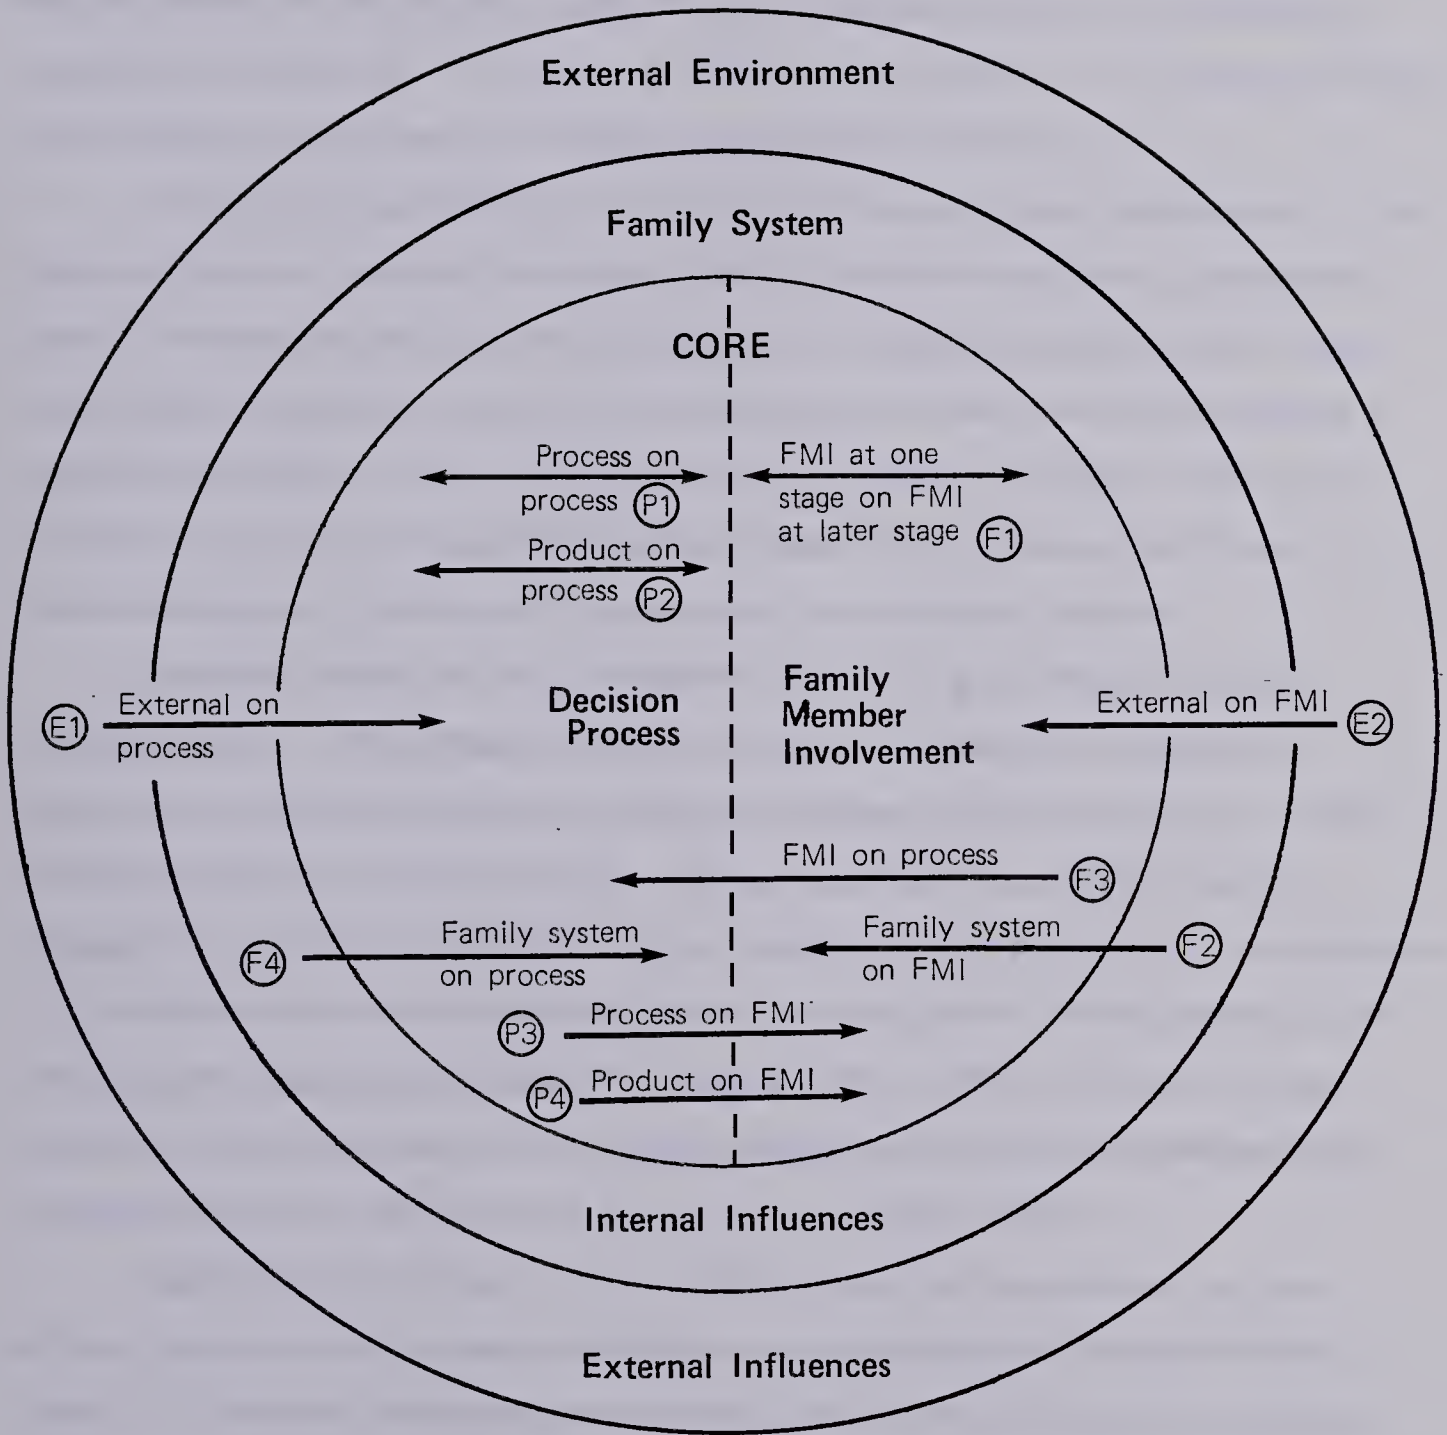 External Environment
Family System
CORE
Process on
process P1
FMI at one
stage on FMI
at later stage F1
Product on
process P2
E1 External on
process
Decision
Process
Family
Member
Involvement
External on FMI E2
FMI on process F3
F4 Family system
on process
Family system F2
on FMI
P3 Process on FMI
P4 Product on FMI
Internal Influences
External Influences